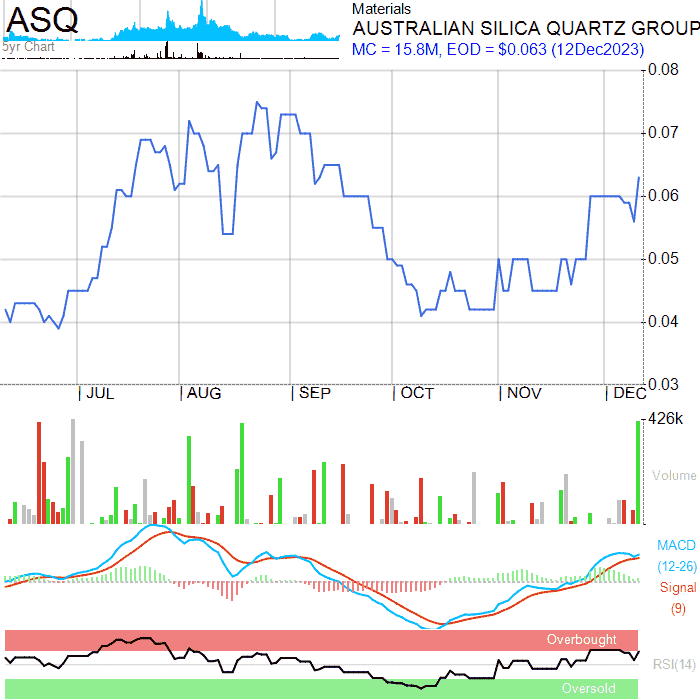 ASQ
5yr Chart
Materials
AUSTRALIAN SILICA QUARTZ GROUP
MC = 15.8M, EOD = $0.063 (12Dec2023)
0.08
0.07
0.06
0.05
0.04
0.03
JUL AUG SEP OCT NOV DEC
426k
Volume
MACD
(12-26)
Signal
(9)
Overbought
RSI(14)
Oversold